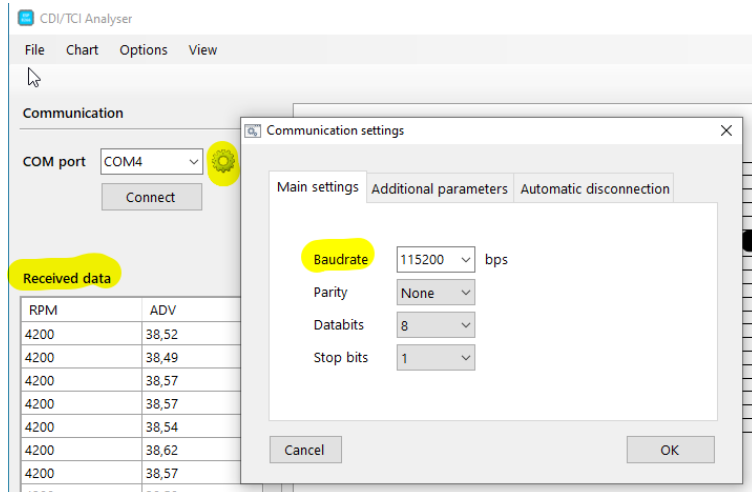 CDI/TCI Analyser
File Chart Options View
Communication
COM port COM4
Connect
Received data
RPM ADV
4200 38,52
4200 38,49
4200 38,57
4200 38,57
4200 38,54
4200 38,62
4200 38,57
Communication settings
Main settings Additional parameters Automatic disconnection
Baudrate 115200 bps
Parity None
Databits 8
Stop bits 1
Cancel OK